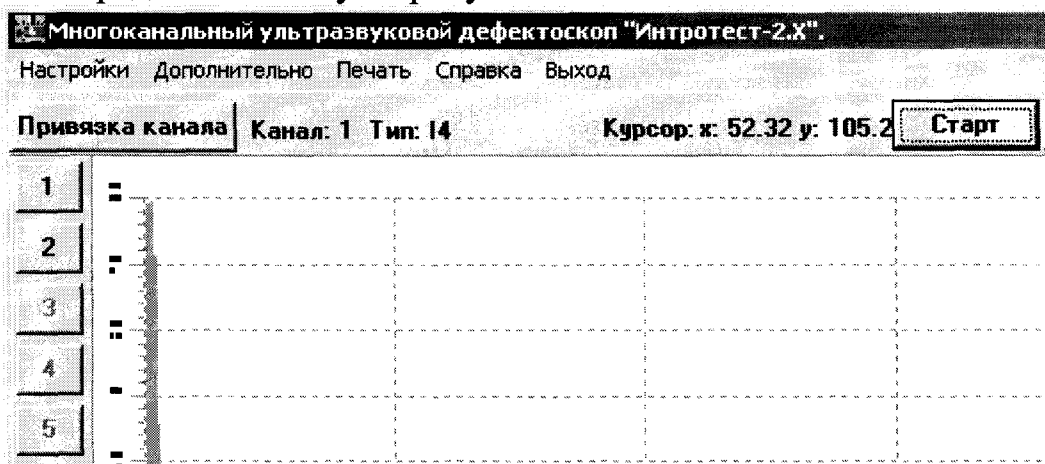 Многоканальный ультразвуковой дефектоскоп "Интротест-2.X".
Настройки Дополнительно Печать Справка Выход
Привязка канала Канал: 1 Тип: I4 Курсор: x: 52.32 y: 105.2 Старт
1
2
3
4
5